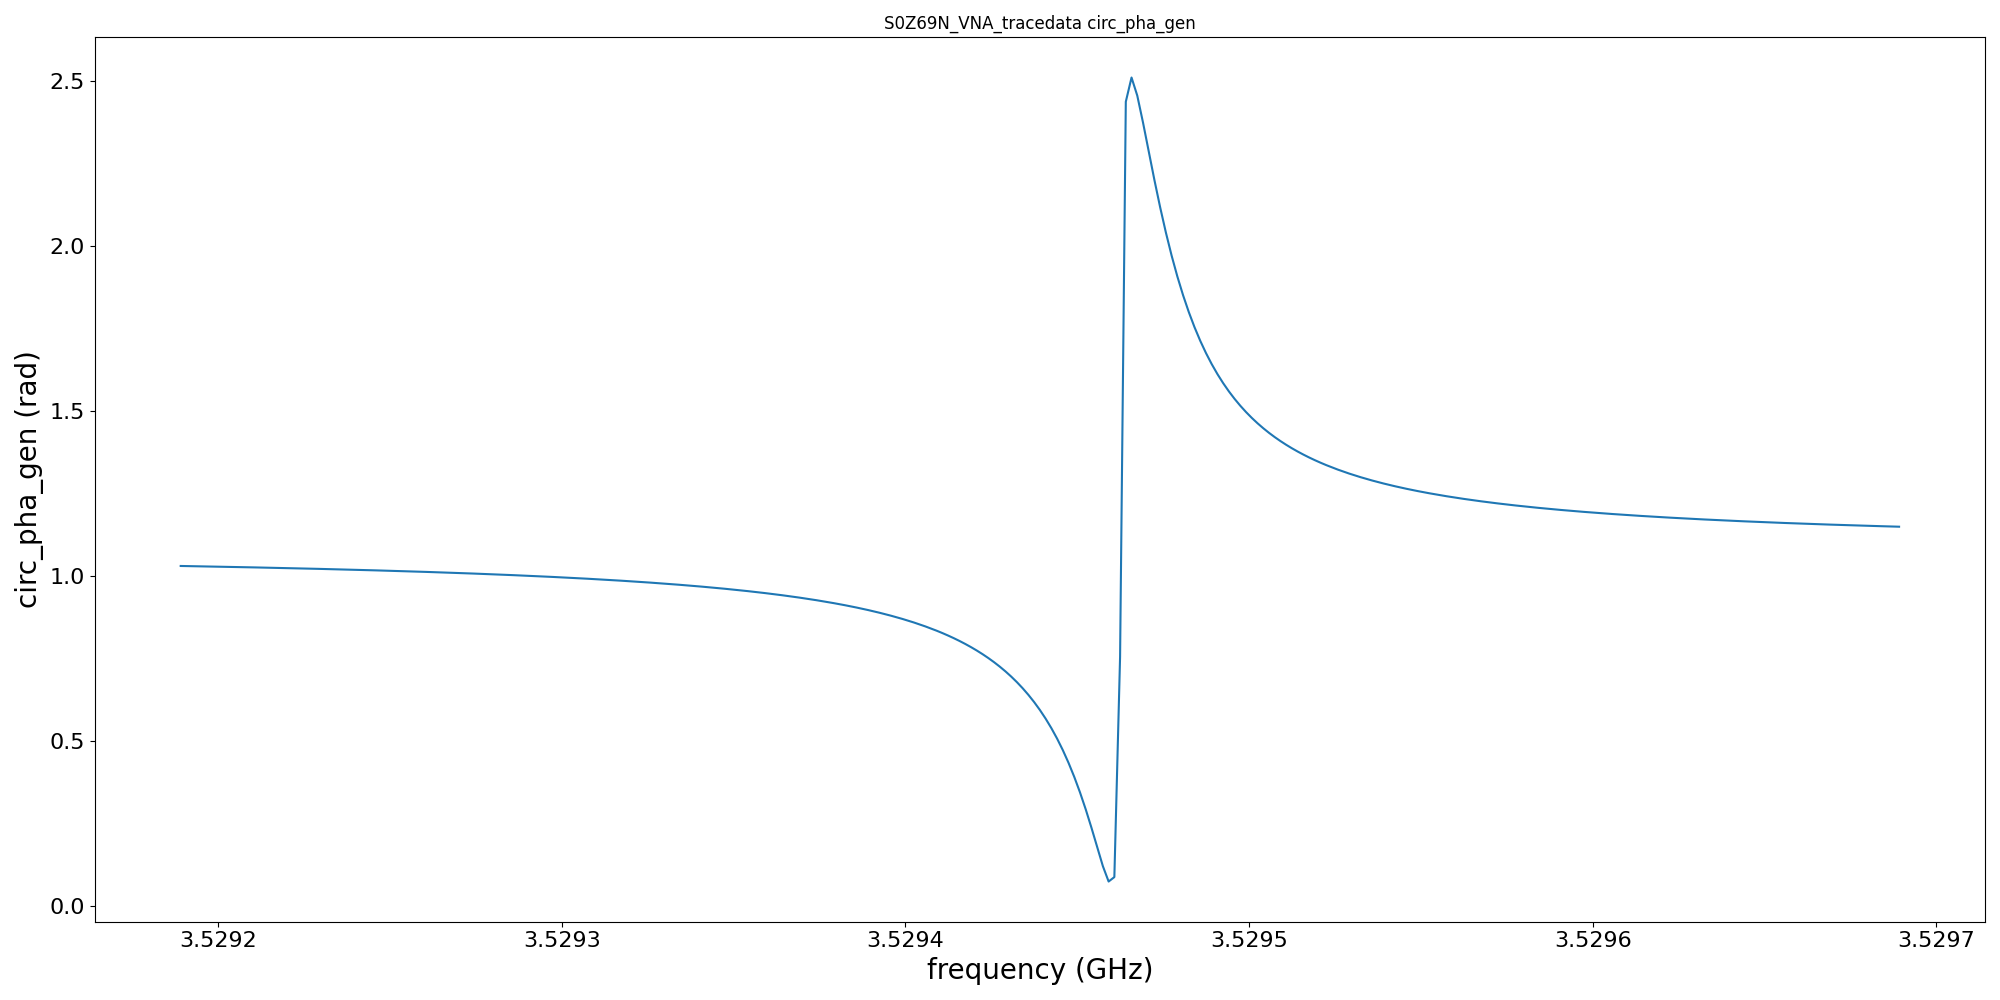 S0Z69N_VNA_tracedata circ_pha_gen
circ_pha_gen (rad)
2.5
2.0
1.5
1.0
0.5
0.0
3.5292 3.5293 3.5294 3.5295 3.5296 3.5297
frequency (GHz)